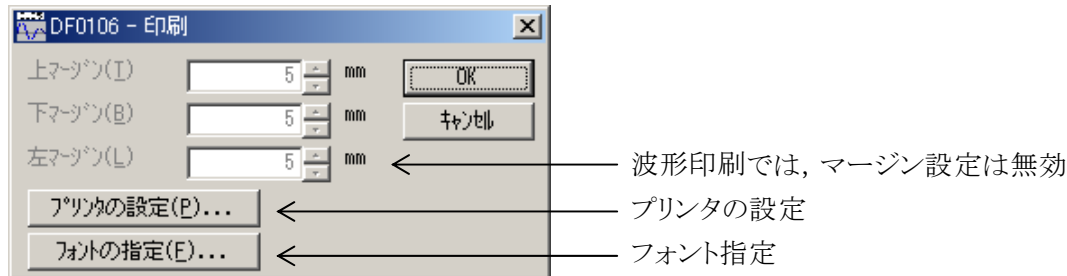 DF0106 - 印刷
上ﾏｰｼﾞﾝ(T) 5 mm OK
下ﾏｰｼﾞﾝ(B) 5 mm ｷｬﾝｾﾙ
左ﾏｰｼﾞﾝ(L) 5 mm 波形印刷では, マージン設定は無効
ﾌﾟﾘﾝﾀの設定(P)... プリンタの設定
ﾌｫﾝﾄの指定(F)... フォント指定